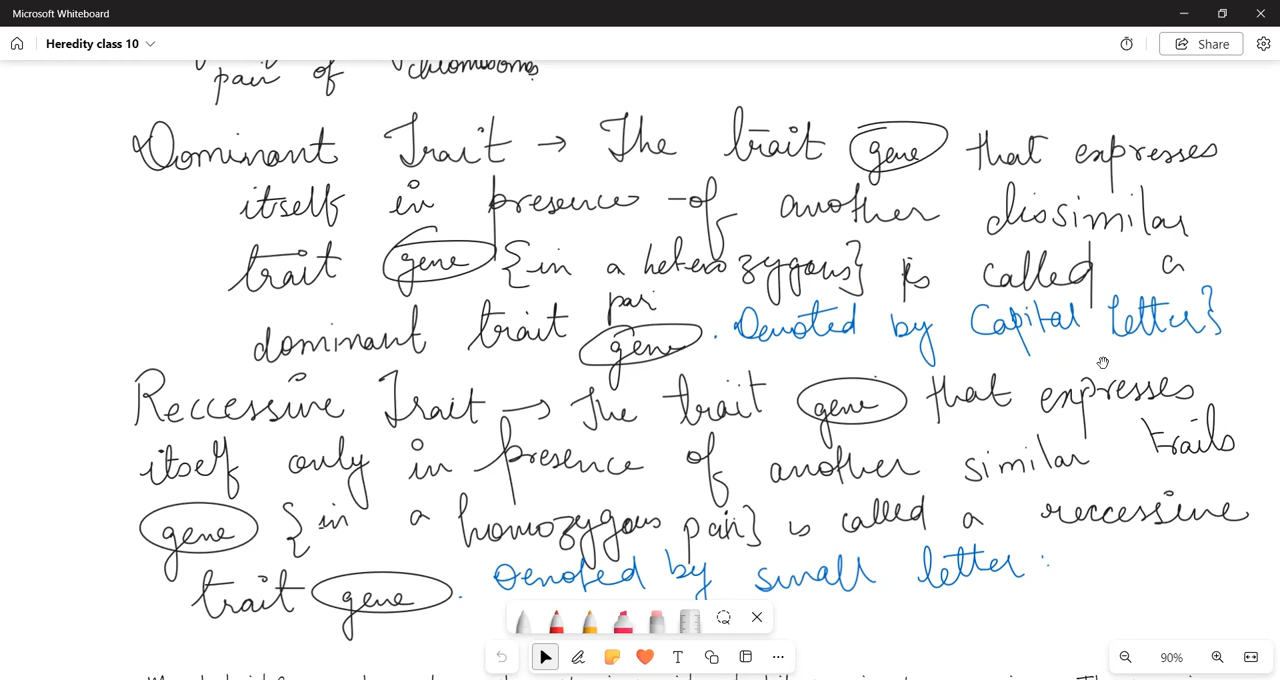 Microsoft Whiteboard
Heredity class 10
Share
pair of chromosomes
Dominant Trait → The trait gene that expresses
itself in presence of another dissimilar
trait gene {in a heterozygous} is called a
pair
dominant trait gene. Denoted by Capital letter}
Reccessive Trait → The trait gene that expresses
itself only in presence of another similar traits
gene {in a homozygous pair} is called a reccessive
trait gene. Denoted by small letter.
90%